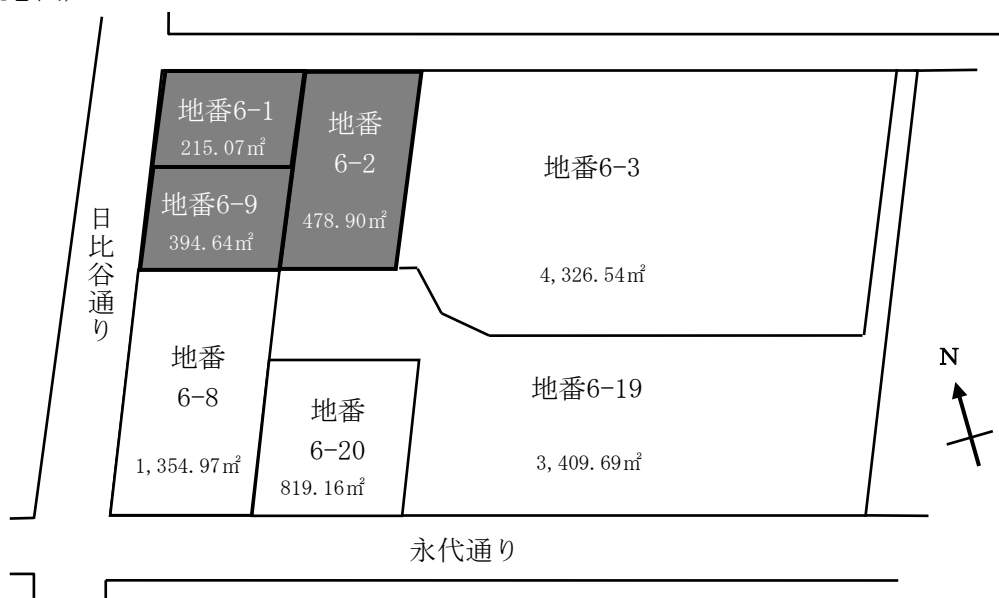 地番6-1
215.07㎡
地番
6-2
478.90㎡
地番6-9
394.64㎡
地番6-3
4,326.54㎡
日比谷通り
地番
6-8
1,354.97㎡
地番
6-20
819.16㎡
地番6-19
3,409.69㎡
N
永代通り